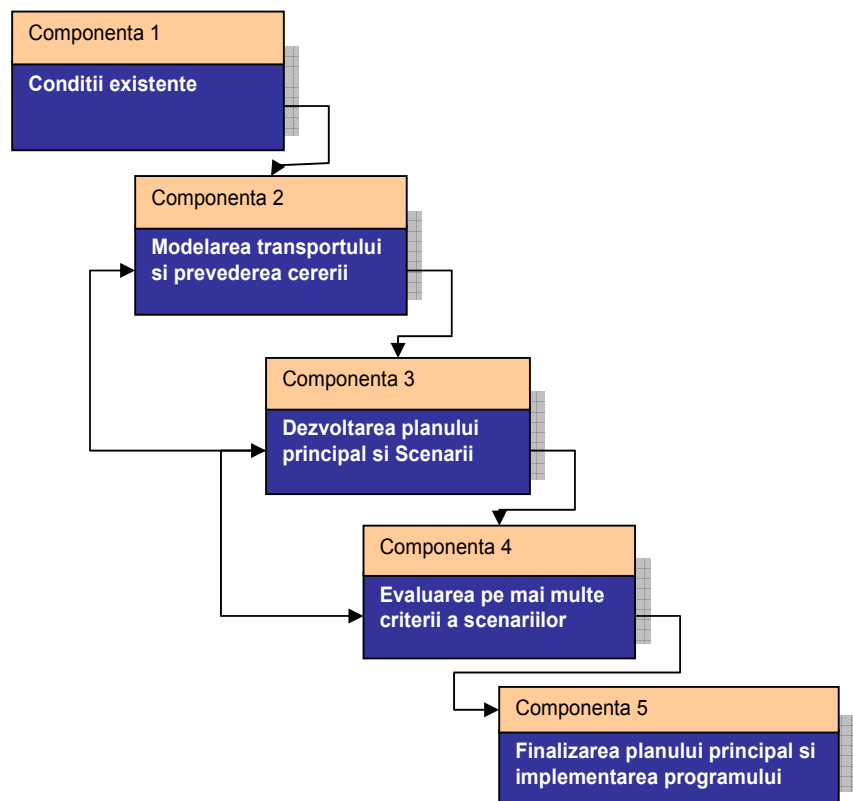 Componenta 1
Conditii existente
Componenta 2
Modelarea transportului
si prevederea cererii
Componenta 3
Dezvoltarea planului
principal si Scenarii
Componenta 4
Evaluarea pe mai multe
criterii a scenariilor
Componenta 5
Finalizarea planului principal si
implementarea programului